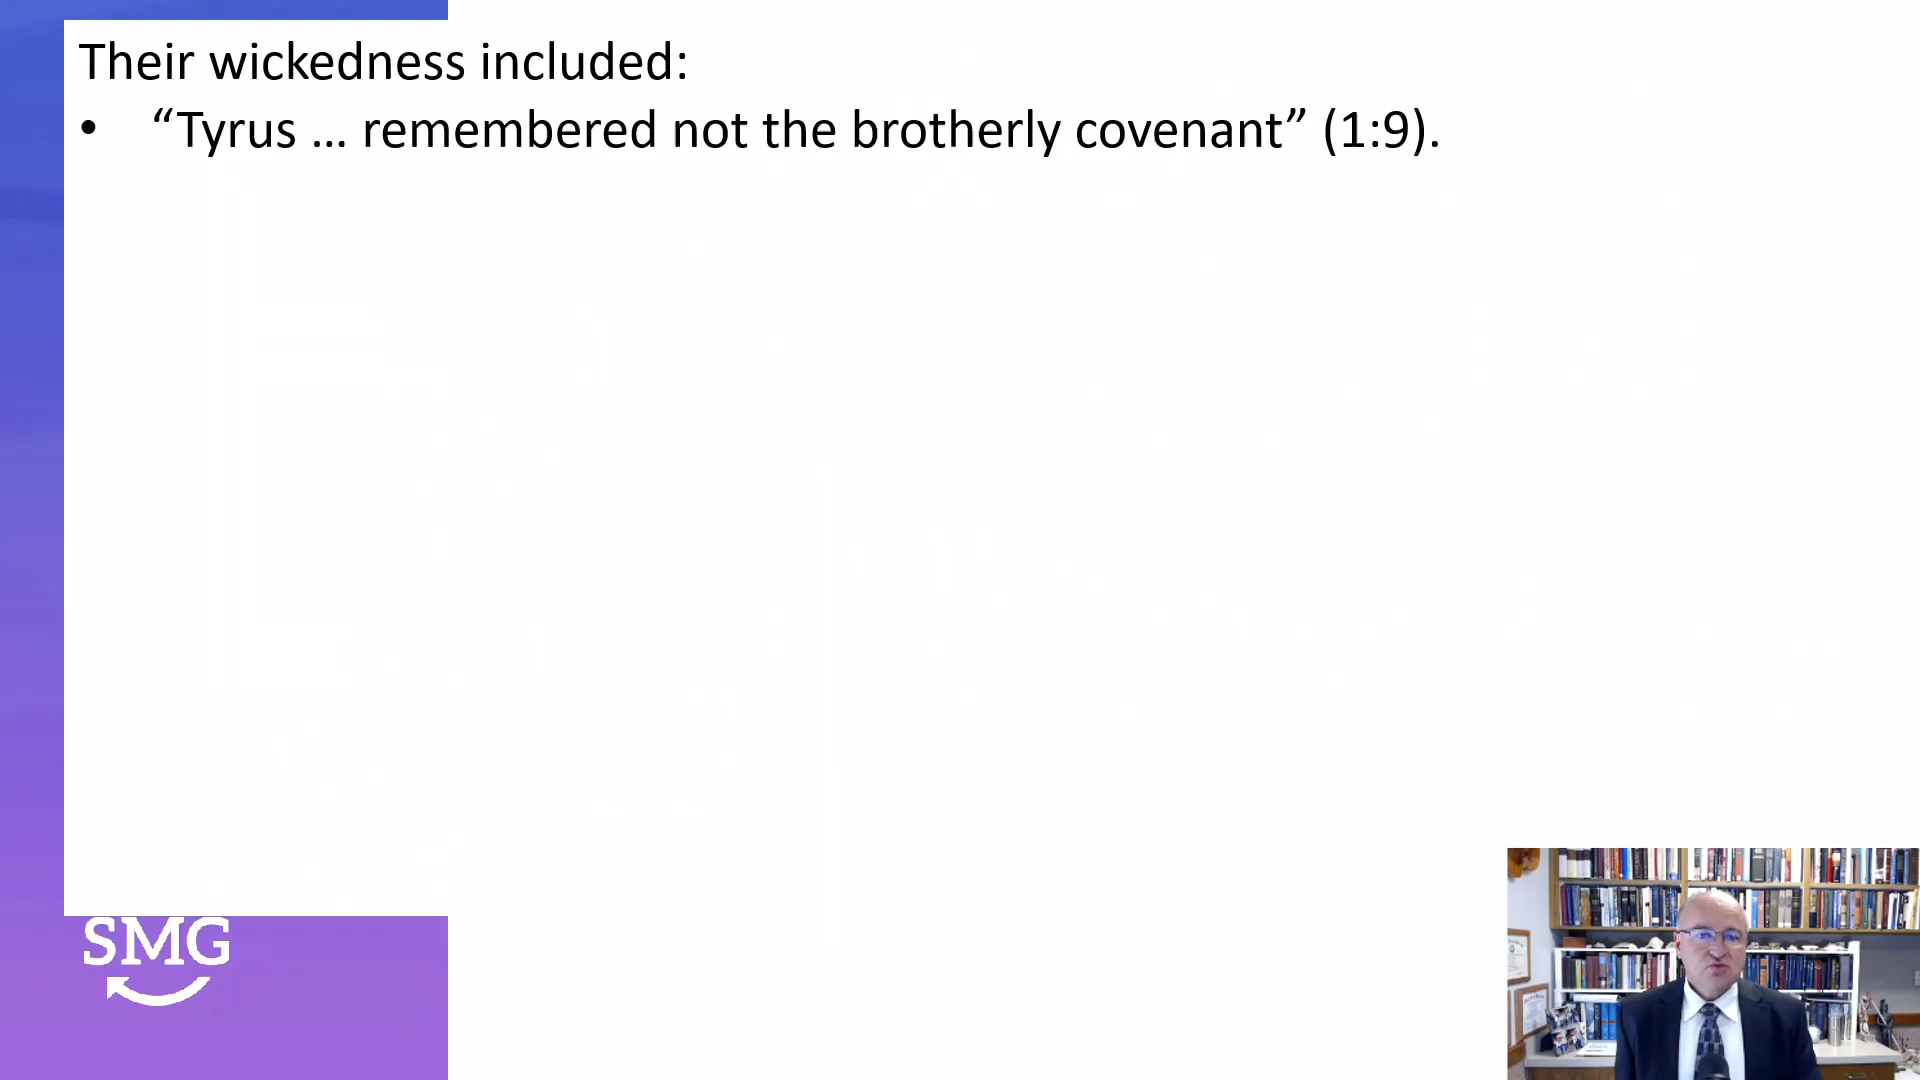 Their wickedness included:
• “Tyrus … remembered not the brotherly covenant” (1:9).
SMG